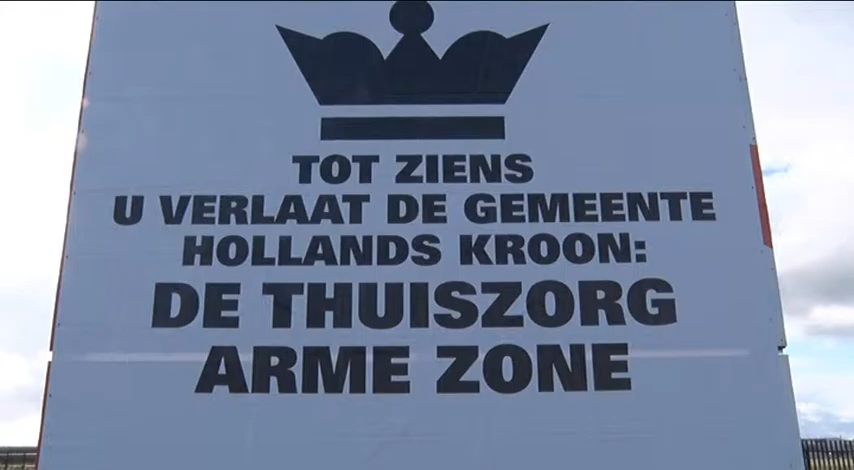 TOT ZIENS
U VERLAAT DE GEMEENTE
HOLLANDS KROON:
DE THUISZORG
ARME ZONE